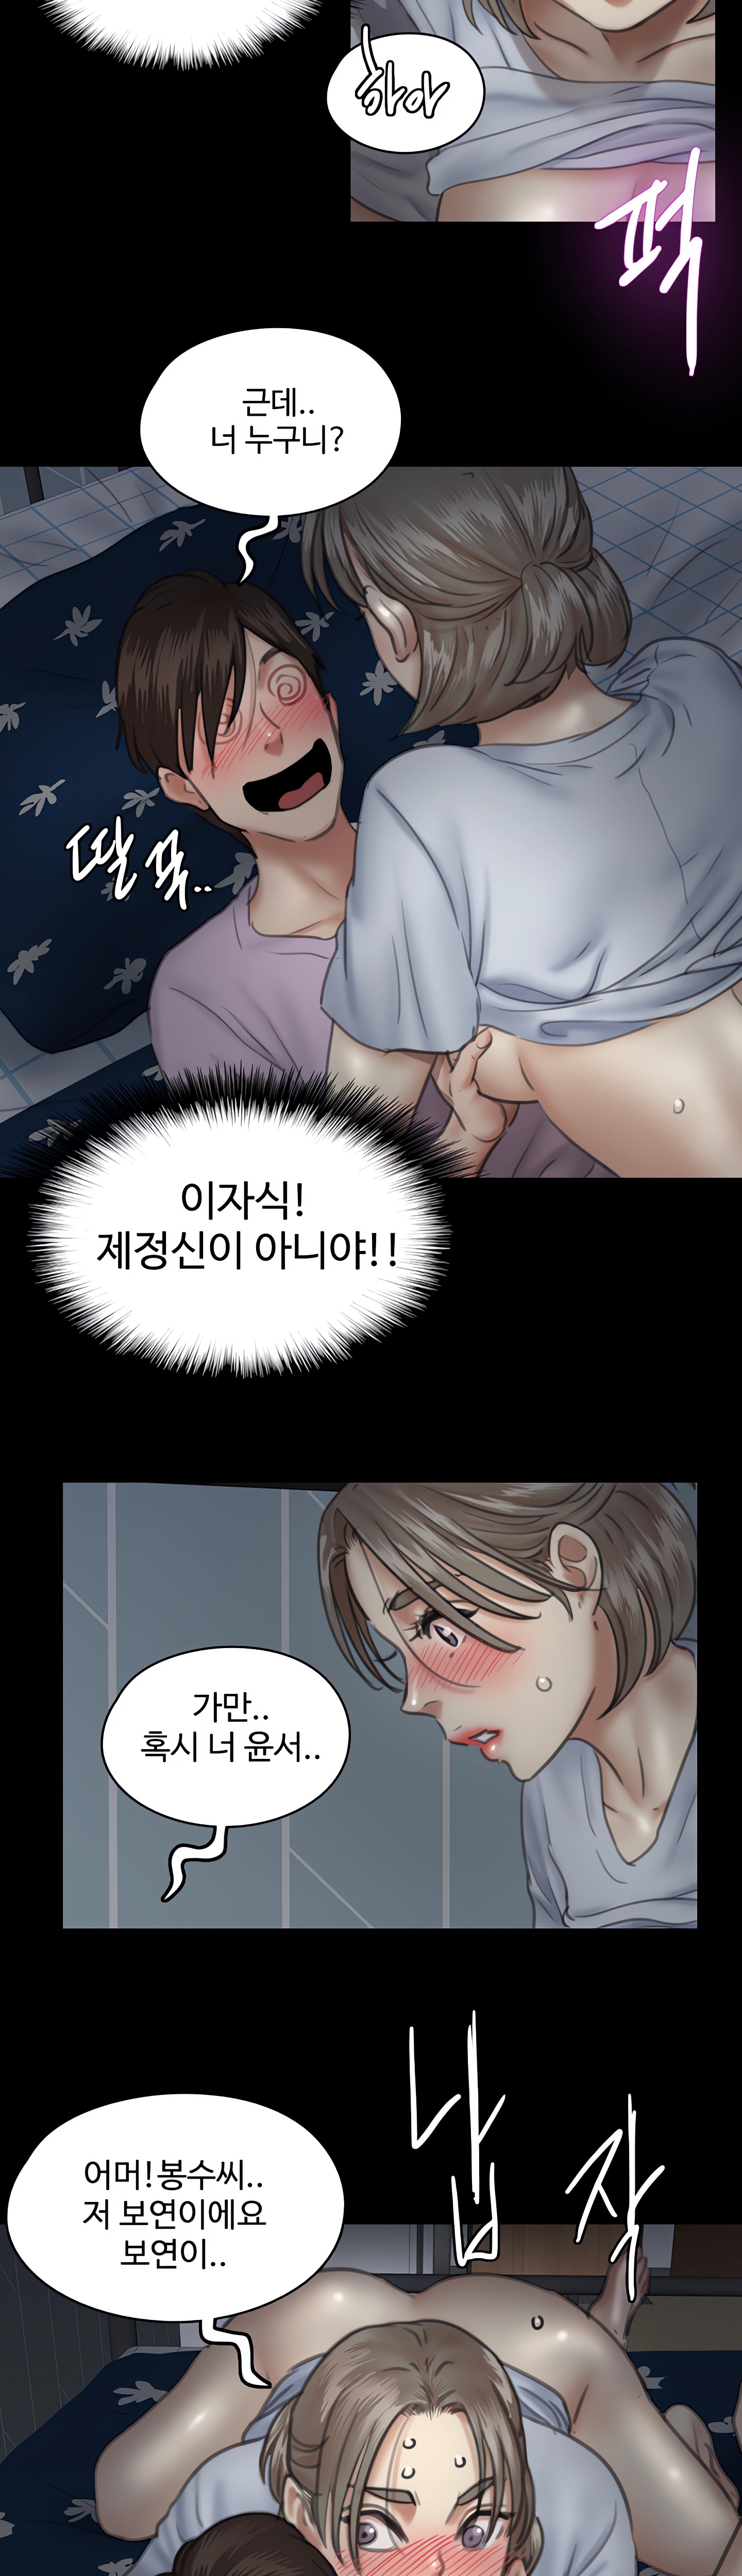 하아
퍽
근데..
너 누구니?
딸꾹..
이자식!
제정신이 아니야!!
가만..
혹시 너 윤서..
납작
어머! 봉수씨..
저 보연이에요
보연이..